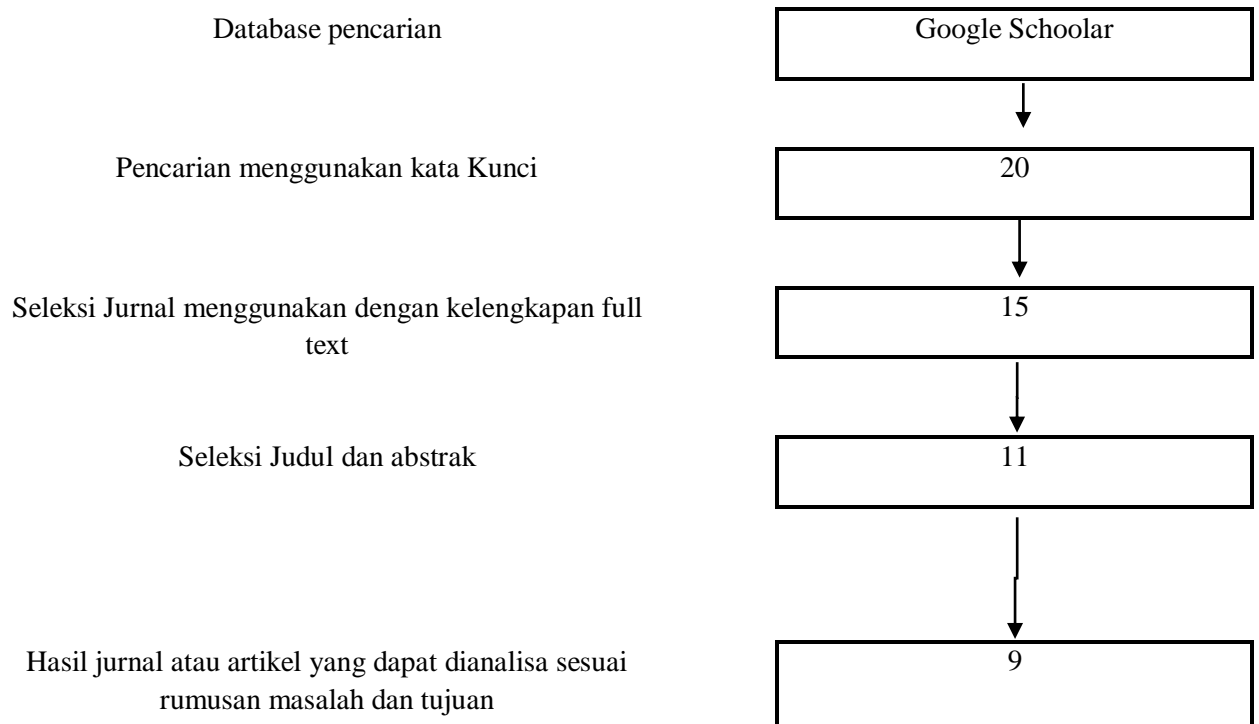 Database pencarian
Google Schoolar
Pencarian menggunakan kata Kunci
20
Seleksi Jurnal menggunakan dengan kelengkapan full
text
15
Seleksi Judul dan abstrak
11
Hasil jurnal atau artikel yang dapat dianalisa sesuai
rumusan masalah dan tujuan
9